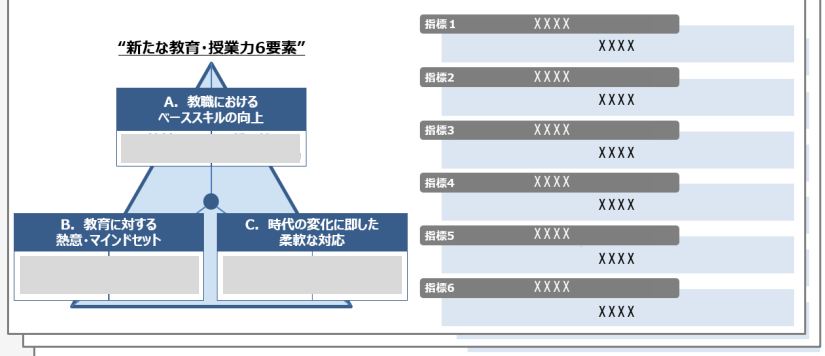 “新たな教育・授業力6要素”
A. 教職における
ベーススキルの向上
B. 教育に対する
熱意・マインドセット
C. 時代の変化に即した
柔軟な対応
指標1 XXXX
XXXX
指標2 XXXX
XXXX
指標3 XXXX
XXXX
指標4 XXXX
XXXX
指標5 XXXX
XXXX
指標6 XXXX
XXXX